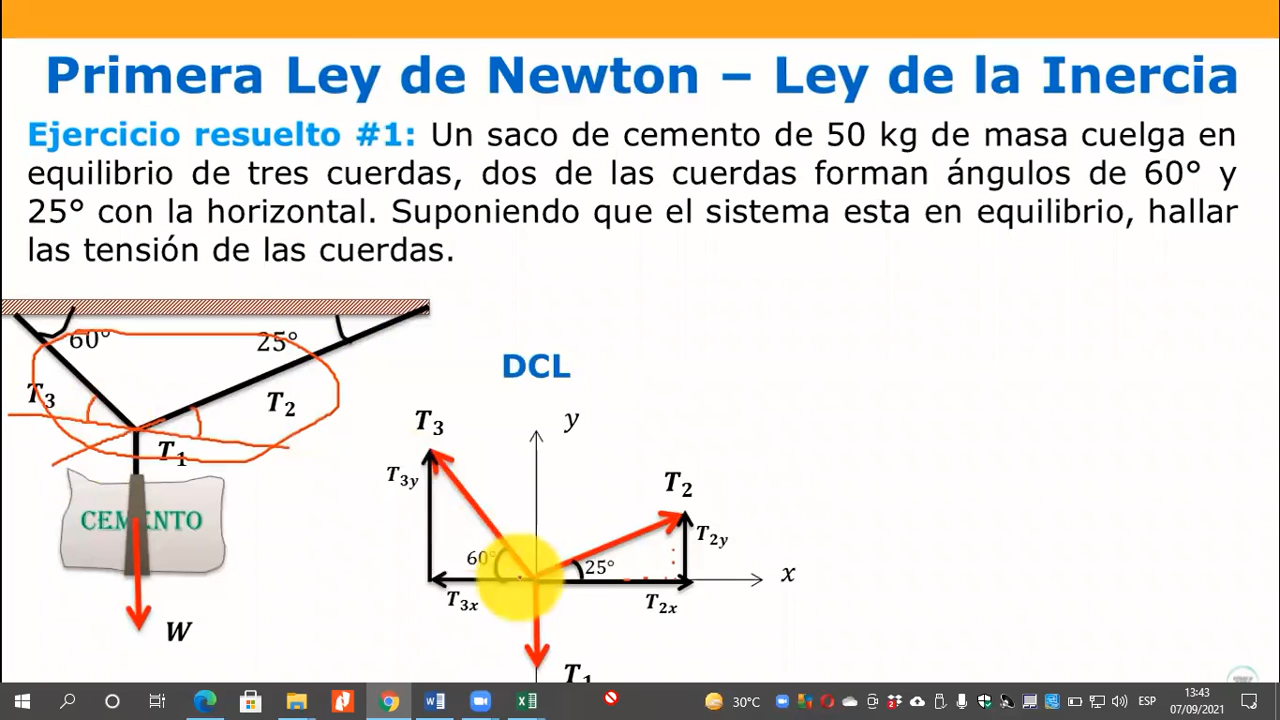 Primera Ley de Newton – Ley de la Inercia
Ejercicio resuelto #1: Un saco de cemento de 50 kg de masa cuelga en
equilibrio de tres cuerdas, dos de las cuerdas forman ángulos de 60° y
25° con la horizontal. Suponiendo que el sistema esta en equilibrio, hallar
las tensión de las cuerdas.
60°
25°
T3
T2
T1
CEMENTO
W
DCL
y
T3
T3y
T2
T2y
60°
25°
x
T3x
T2x
T1
30°C
ESP
13:43
07/09/2021